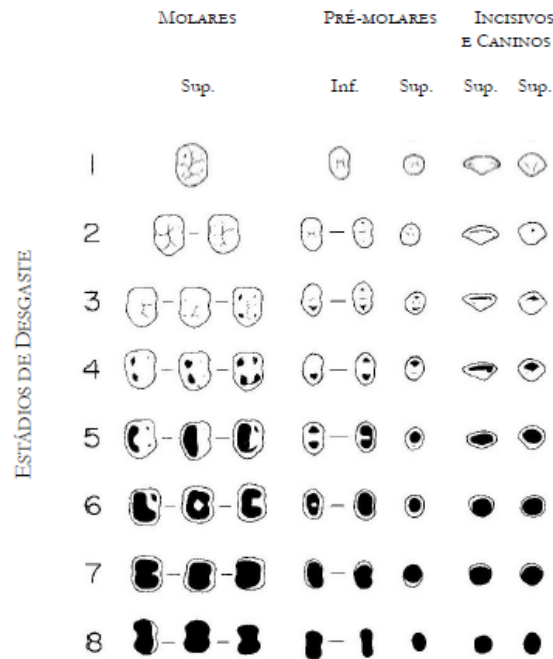 MOLARES PRÉ-MOLARES INCISIVOS
E CANINOS
Sup. Inf. Sup. Sup. Sup.
ESTÁDIOS DE DESGASTE
1
2
3
4
5
6
7
8